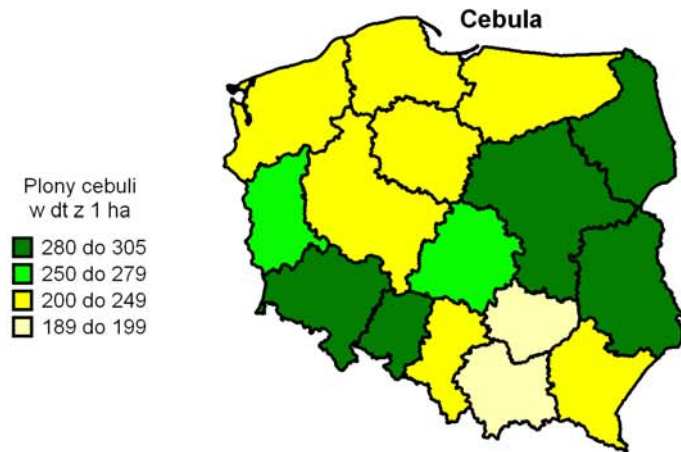 Cebula
Plony cebuli
w dt z 1 ha
280 do 305
250 do 279
200 do 249
189 do 199